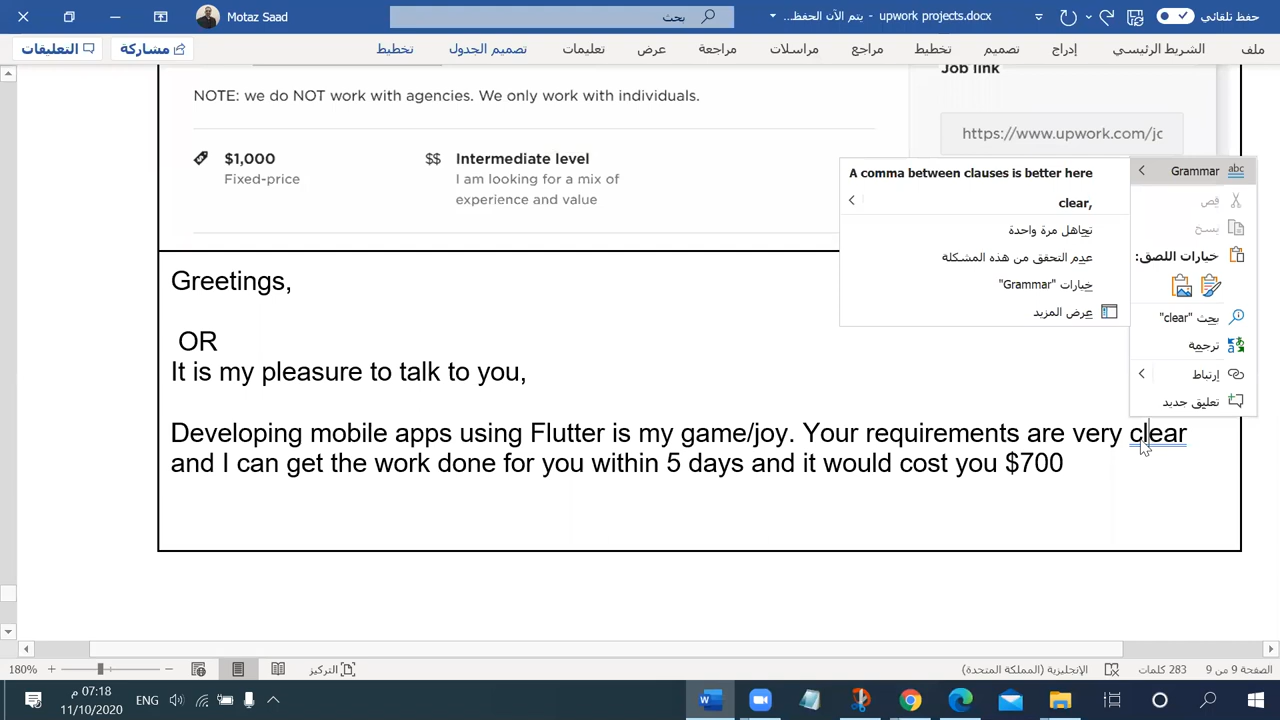 Motaz Saad
بحث
upwork projects.docx - يتم الآن الحفظ...
حفظ تلقائي
ملف
الشريط الرئيسي
إدراج
تصميم
تخطيط
مراجع
مراسلات
مراجعة
عرض
تعليمات
تصميم الجدول
تخطيط
مشاركة
التعليقات
Job link
NOTE: we do NOT work with agencies. We only work with individuals.
https://www.upwork.com/jc
$1,000
Fixed-price
$$ Intermediate level
I am looking for a mix of
experience and value
A comma between clauses is better here
clear,
تجاهل مرة واحدة
عدم التحقق من هذه المشكلة
خيارات "Grammar"
عرض المزيد
Grammar
abc
قص
نسخ
خيارات اللصق:
بحث "clear"
ترجمة
إرتباط
تعليق جديد
Greetings,
OR
It is my pleasure to talk to you,
Developing mobile apps using Flutter is my game/joy. Your requirements are very clear
and I can get the work done for you within 5 days and it would cost you $700
الصفحة 9 من 9
283 كلمات
الإنجليزية (المملكة المتحدة)
التركيز
180%
07:18 م
11/10/2020
ENG